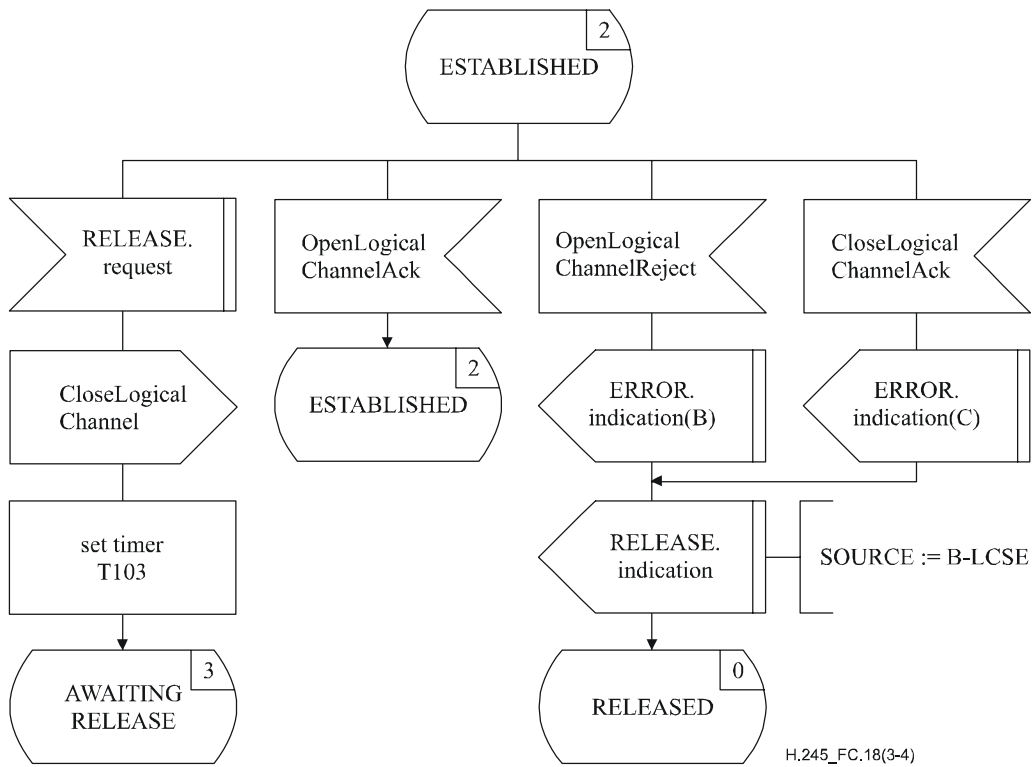 2
ESTABLISHED
RELEASE.
request
OpenLogical
ChannelAck
OpenLogical
ChannelReject
CloseLogical
ChannelAck
CloseLogical
Channel
2
ESTABLISHED
ERROR.
indication(B)
ERROR.
indication(C)
set timer
T103
RELEASE.
indication
SOURCE := B-LCSE
3
AWAITING
RELEASE
0
RELEASED
H.245_FC.18(3-4)